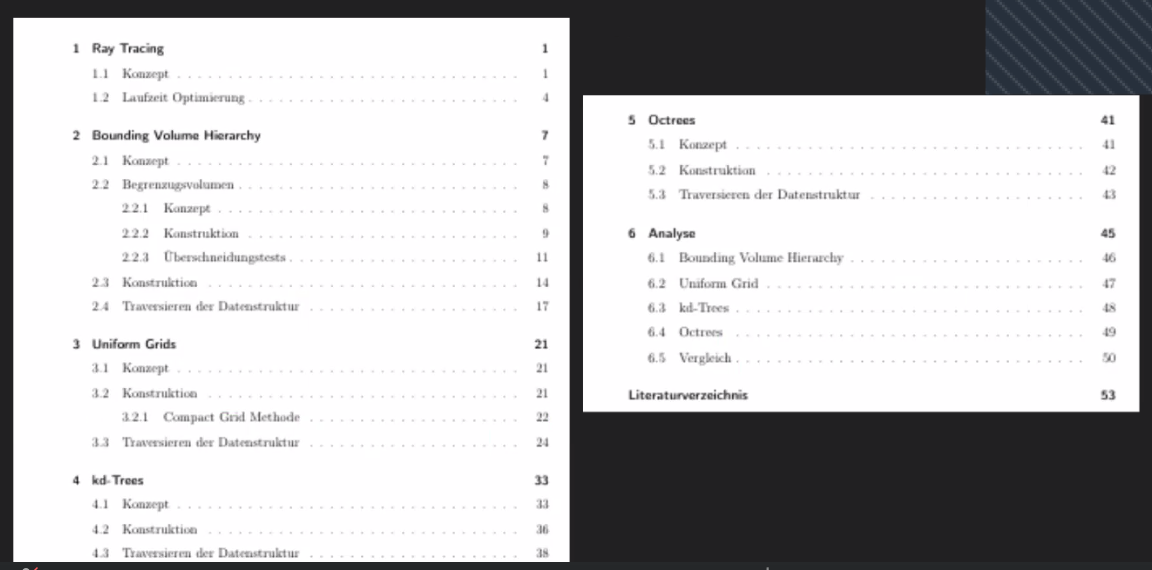 1 Ray Tracing 1
1.1 Konzept 1
1.2 Laufzeit Optimierung 4
2 Bounding Volume Hierarchy 7
2.1 Konzept 7
2.2 Begrenzugsvolumen 8
2.2.1 Konzept 8
2.2.2 Konstruktion 9
2.2.3 Überschneidungstests 11
2.3 Konstruktion 14
2.4 Traversieren der Datenstruktur 17
3 Uniform Grids 21
3.1 Konzept 21
3.2 Konstruktion 21
3.2.1 Compact Grid Methode 22
3.3 Traversieren der Datenstruktur 24
4 kd-Trees 33
4.1 Konzept 33
4.2 Konstruktion 36
4.3 Traversieren der Datenstruktur 38
5 Octrees 41
5.1 Konzept 41
5.2 Konstruktion 42
5.3 Traversieren der Datenstruktur 43
6 Analyse 45
6.1 Bounding Volume Hierarchy 46
6.2 Uniform Grid 47
6.3 kd-Trees 48
6.4 Octrees 49
6.5 Vergleich 50
Literaturverzeichnis 53